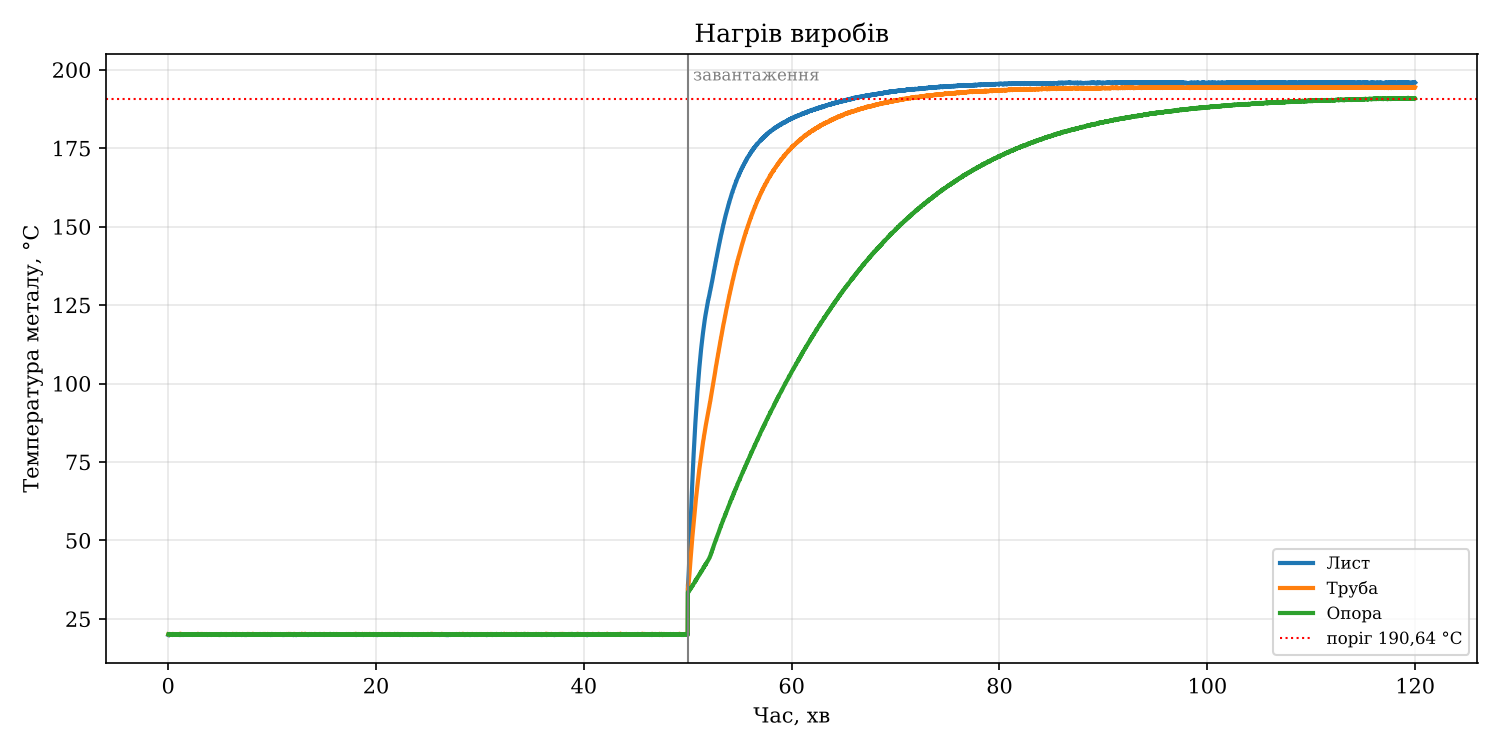 Нагрів виробів
завантаження
Температура металу, °C
200
175
150
125
100
75
50
25
0 20 40 60 80 100 120
Час, хв
Лист
Труба
Опора
поріг 190,64 °C